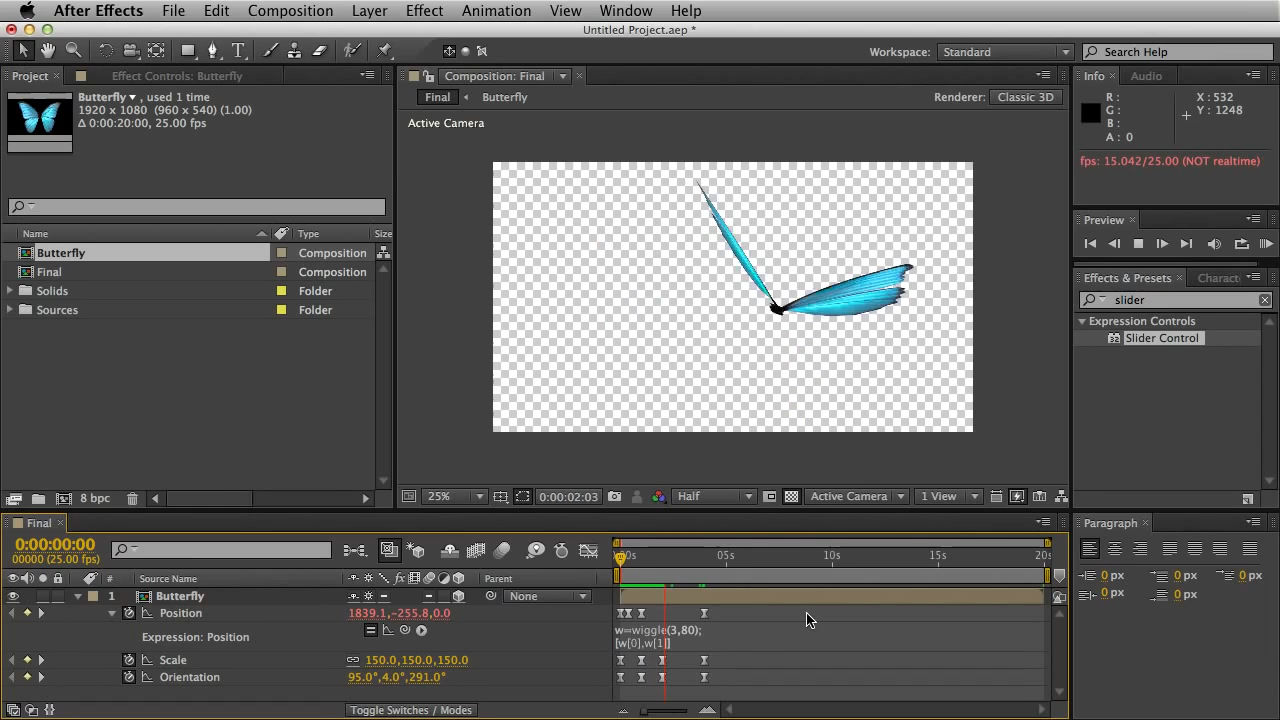 After Effects File Edit Composition Layer Effect Animation View Window Help
Untitled Project.aep *
Workspace: Standard Search Help
Project Effect Controls: Butterfly
Butterfly, used 1 time
1920 x 1080 (960 x 540) (1.00)
Δ 0:00:20:00, 25.00 fps
Name Type Size
Butterfly Composition
Final Composition
Solids Folder
Sources Folder
8 bpc
Composition: Final
Final Butterfly Renderer: Classic 3D
Active Camera
25% 0:00:02:03 Half Active Camera 1 View
Info Audio
R : X : 532
G : Y : 1248
B :
A : 0
fps: 15.042/25.00 (NOT realtime)
Preview
Effects & Presets Charact
slider
Expression Controls
Slider Control
Final
0:00:00:00
00000 (25.00 fps)
00s 05s 10s 15s 20s
# Source Name Parent
1 Butterfly None
Position 1839.1,-255.8,0.0
Expression: Position
w=wiggle(3,80);
[w[0],w[1]]
Scale 150.0,150.0,150.0
Orientation 95.0°,4.0°,291.0°
Toggle Switches / Modes
Paragraph
0 px 0 px 0 px
0 px 0 px